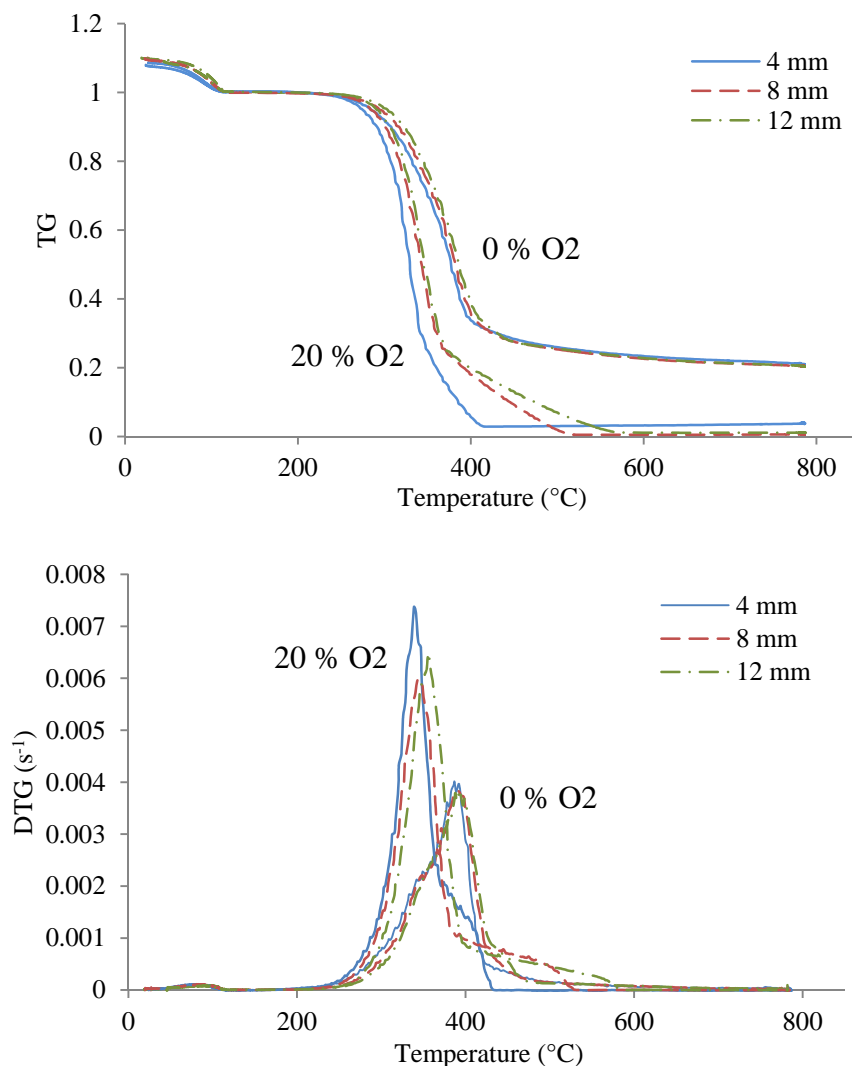 1.2
1
0.8
0.6
0.4
0.2
0
TG
4 mm
8 mm
12 mm
0 % O2
20 % O2
0 200 400 600 800
Temperature (°C)
0.008
0.007
0.006
0.005
0.004
0.003
0.002
0.001
0
DTG (s⁻¹)
4 mm
8 mm
12 mm
20 % O2
0 % O2
0 200 400 600 800
Temperature (°C)